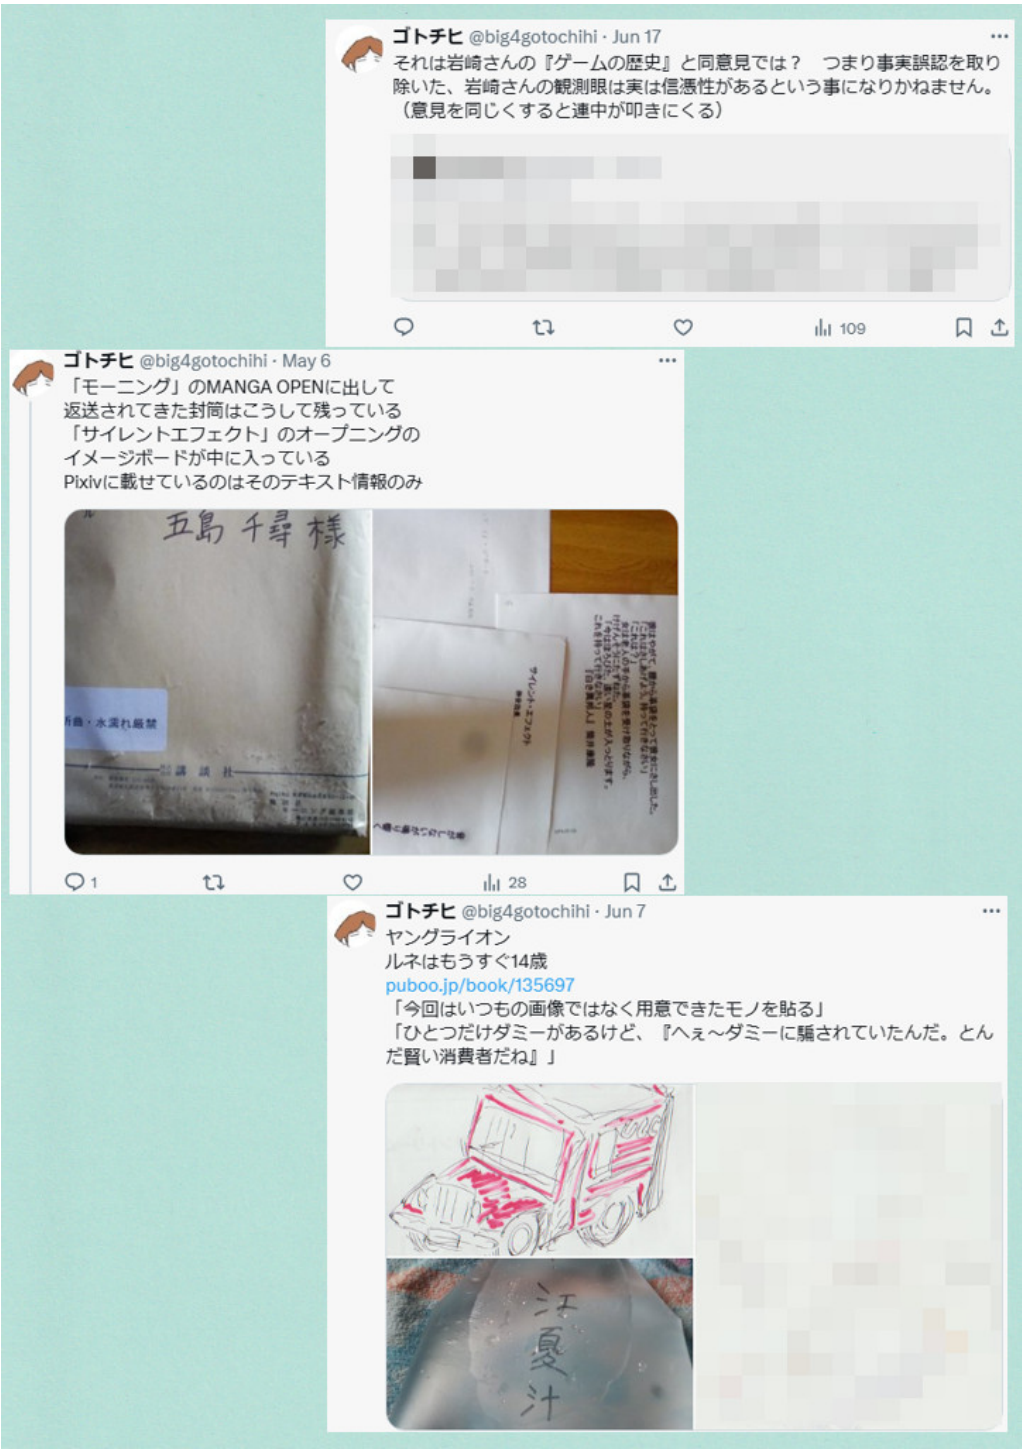 ゴトチヒ @big4gotochihi · Jun 17
それは岩崎さんの『ゲームの歴史』と同意見では？　つまり事実誤認を取り
除いた、岩崎さんの観測眼は実は信憑性があるという事になりかねません。
（意見を同じくすると連中が叩きにくる）
109
ゴトチヒ @big4gotochihi · May 6
「モーニング」のMANGA OPENに出して
返送されてきた封筒はこうして残っている
「サイレントエフェクト」のオープニングの
イメージボードが中に入っている
Pixivに載せているのはそのテキスト情報のみ
五島 千尋 様
曲・水濡れ厳禁
講談社
サイレント・エフェクト
1
28
ゴトチヒ @big4gotochihi · Jun 7
ヤングライオン
ルネはもうすぐ14歳
puboo.jp/book/135697
「今回はいつもの画像ではなく用意できたモノを貼る」
「ひとつだけダミーがあるけど、『へぇ～ダミーに騙されていたんだ。とん
だ賢い消費者だね』」
江夏汁